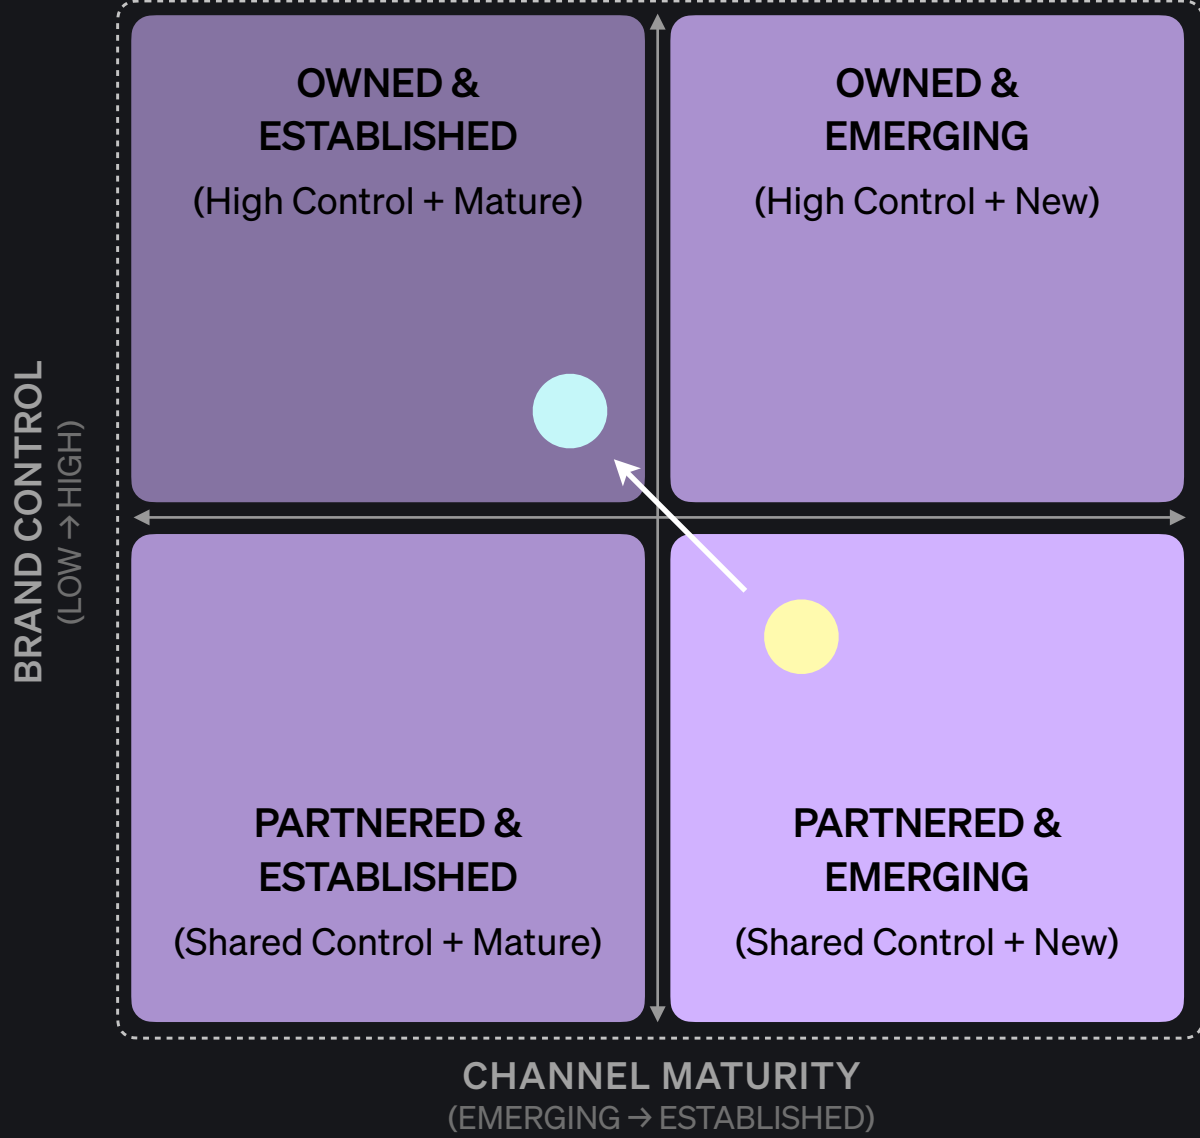 OWNED &
ESTABLISHED
(High Control + Mature)
OWNED &
EMERGING
(High Control + New)
BRAND CONTROL
(LOW → HIGH)
PARTNERED &
ESTABLISHED
(Shared Control + Mature)
PARTNERED &
EMERGING
(Shared Control + New)
CHANNEL MATURITY
(EMERGING → ESTABLISHED)